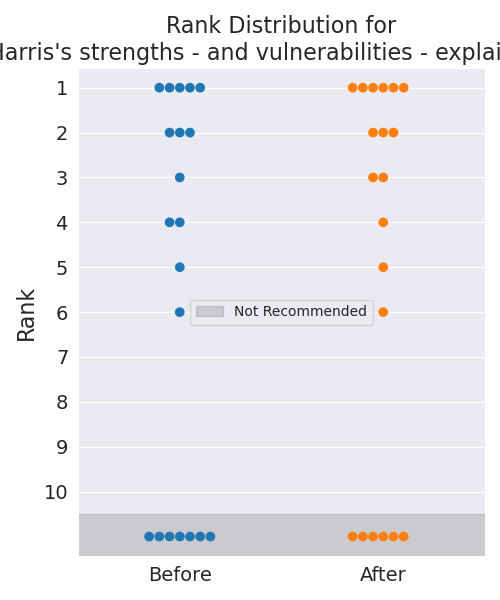 Rank Distribution for
Harris's strengths - and vulnerabilities - explai
1
2
3
4
5
6
7
8
9
10
Rank
Not Recommended
Before
After